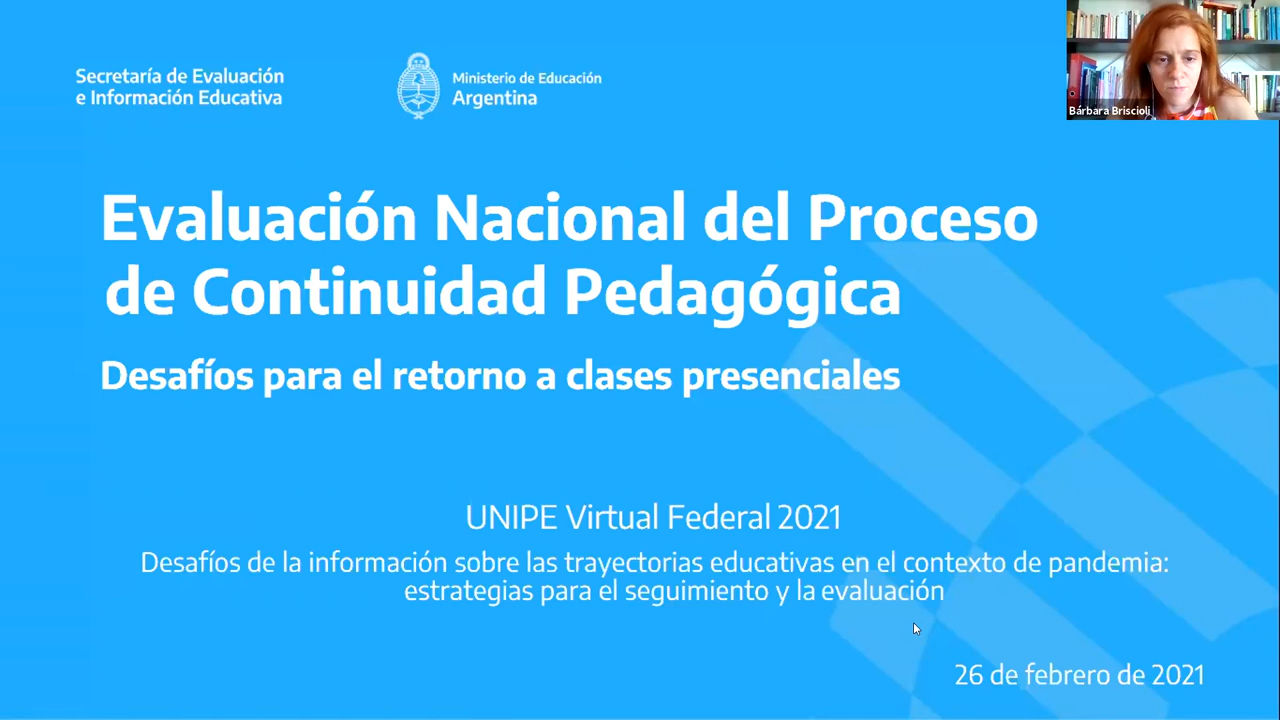 Secretaría de Evaluación
e Información Educativa
Ministerio de Educación
Argentina
Bárbara Briscioli
Evaluación Nacional del Proceso
de Continuidad Pedagógica
Desafíos para el retorno a clases presenciales
UNIPE Virtual Federal 2021
Desafíos de la información sobre las trayectorias educativas en el contexto de pandemia:
estrategias para el seguimiento y la evaluación
26 de febrero de 2021